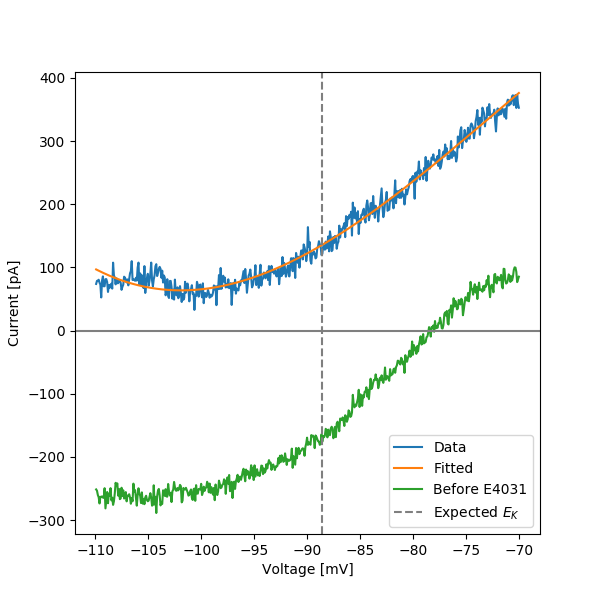 400
300
200
100
0
−100
−200
−300
Current [pA]
Data
Fitted
Before E4031
Expected E_K
−110 −105 −100 −95 −90 −85 −80 −75 −70
Voltage [mV]